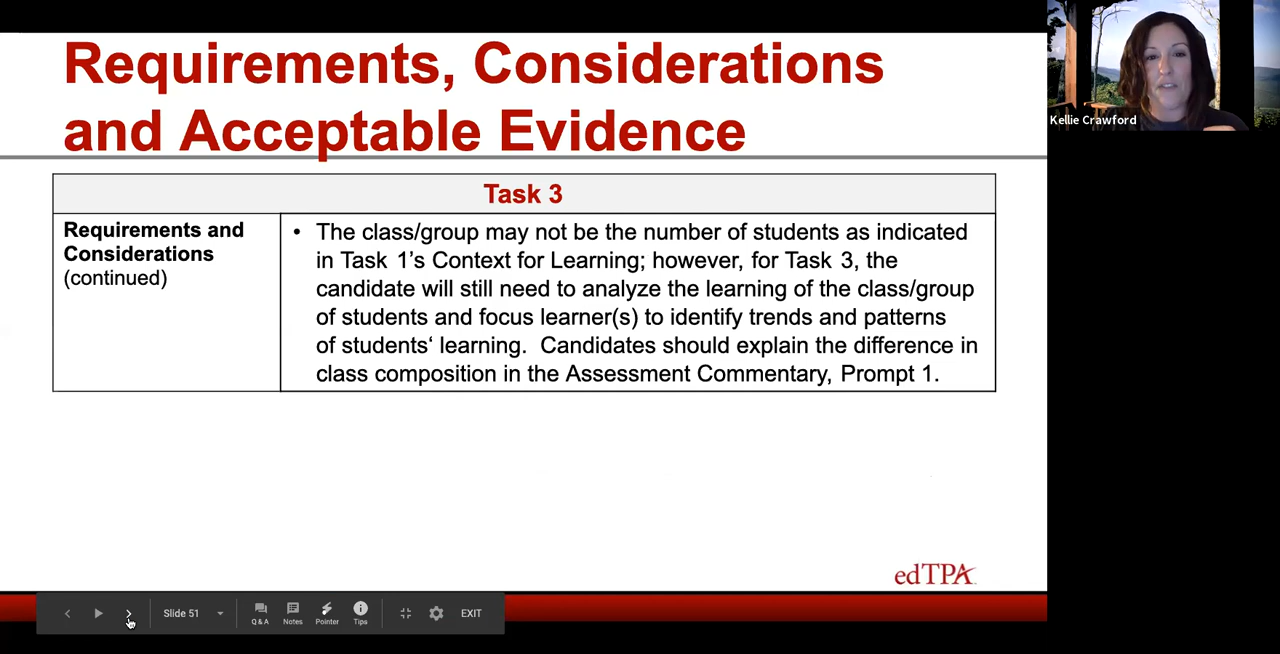 Requirements, Considerations
and Acceptable Evidence
Kellie Crawford
Task 3
Requirements and
Considerations
(continued)
• The class/group may not be the number of students as indicated
in Task 1's Context for Learning; however, for Task 3, the
candidate will still need to analyze the learning of the class/group
of students and focus learner(s) to identify trends and patterns
of students‘ learning.  Candidates should explain the difference in
class composition in the Assessment Commentary, Prompt 1.
edTPA
Slide 51
Q & A
Notes
Pointer
Tips
EXIT